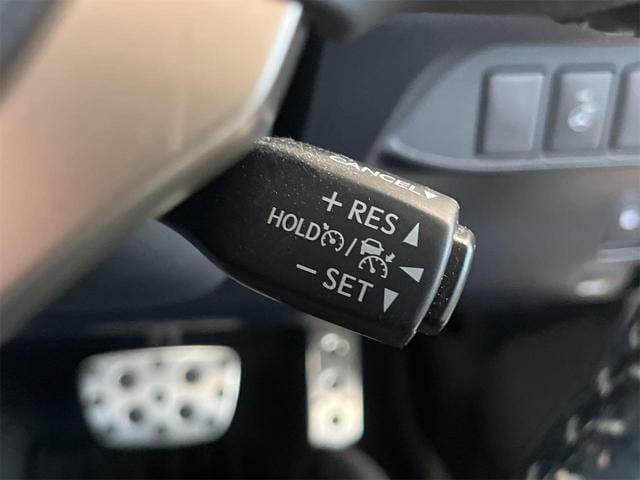 CANCEL
+ RES
HOLD /
− SET